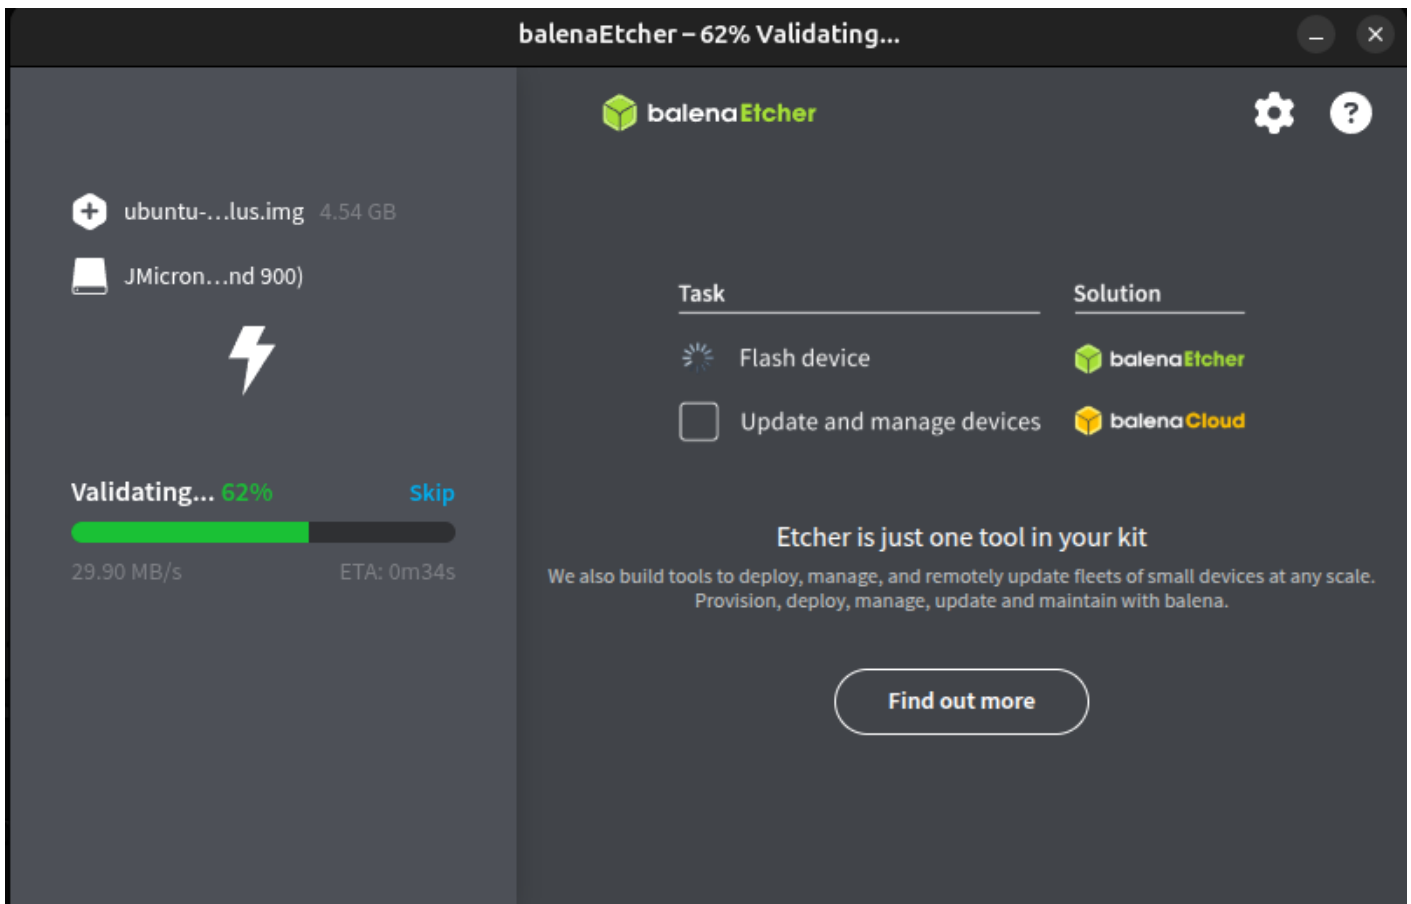 balenaEtcher – 62% Validating...
balenaEtcher
?
ubuntu-...lus.img 4.54 GB
JMicron...nd 900)
Validating... 62% Skip
29.90 MB/s ETA: 0m34s
Task Solution
Flash device balenaEtcher
Update and manage devices balenaCloud
Etcher is just one tool in your kit
We also build tools to deploy, manage, and remotely update fleets of small devices at any scale.
Provision, deploy, manage, update and maintain with balena.
Find out more